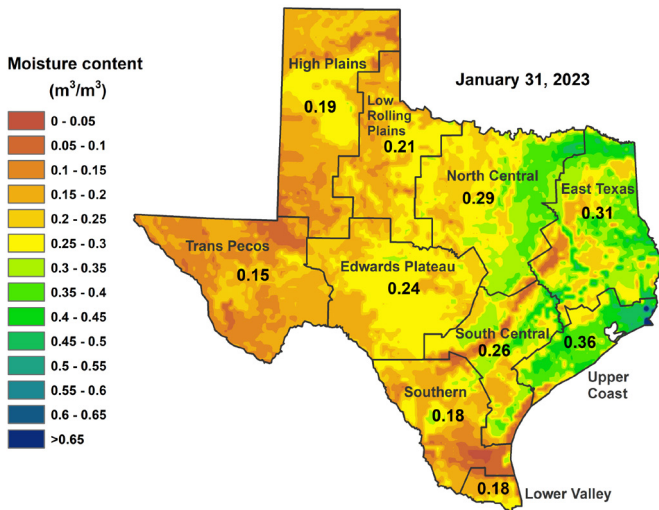 Moisture content
(m³/m³)
0 - 0.05
0.05 - 0.1
0.1 - 0.15
0.15 - 0.2
0.2 - 0.25
0.25 - 0.3
0.3 - 0.35
0.35 - 0.4
0.4 - 0.45
0.45 - 0.5
0.5 - 0.55
0.55 - 0.6
0.6 - 0.65
>0.65
January 31, 2023
High Plains
0.19
Low
Rolling
Plains
0.21
North Central
0.29
East Texas
0.31
Trans Pecos
0.15
Edwards Plateau
0.24
South Central
0.26
0.36
Upper
Coast
Southern
0.18
0.18
Lower Valley